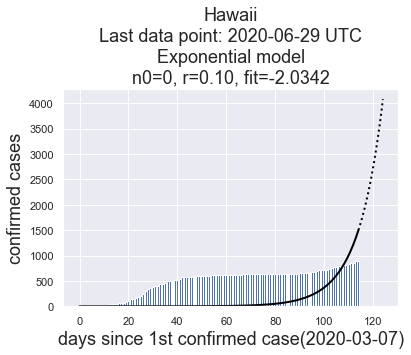 Hawaii
Last data point: 2020-06-29 UTC
Exponential model
n0=0, r=0.10, fit=-2.0342
confirmed cases
4000
3500
3000
2500
2000
1500
1000
500
0
0 20 40 60 80 100 120
days since 1st confirmed case(2020-03-07)